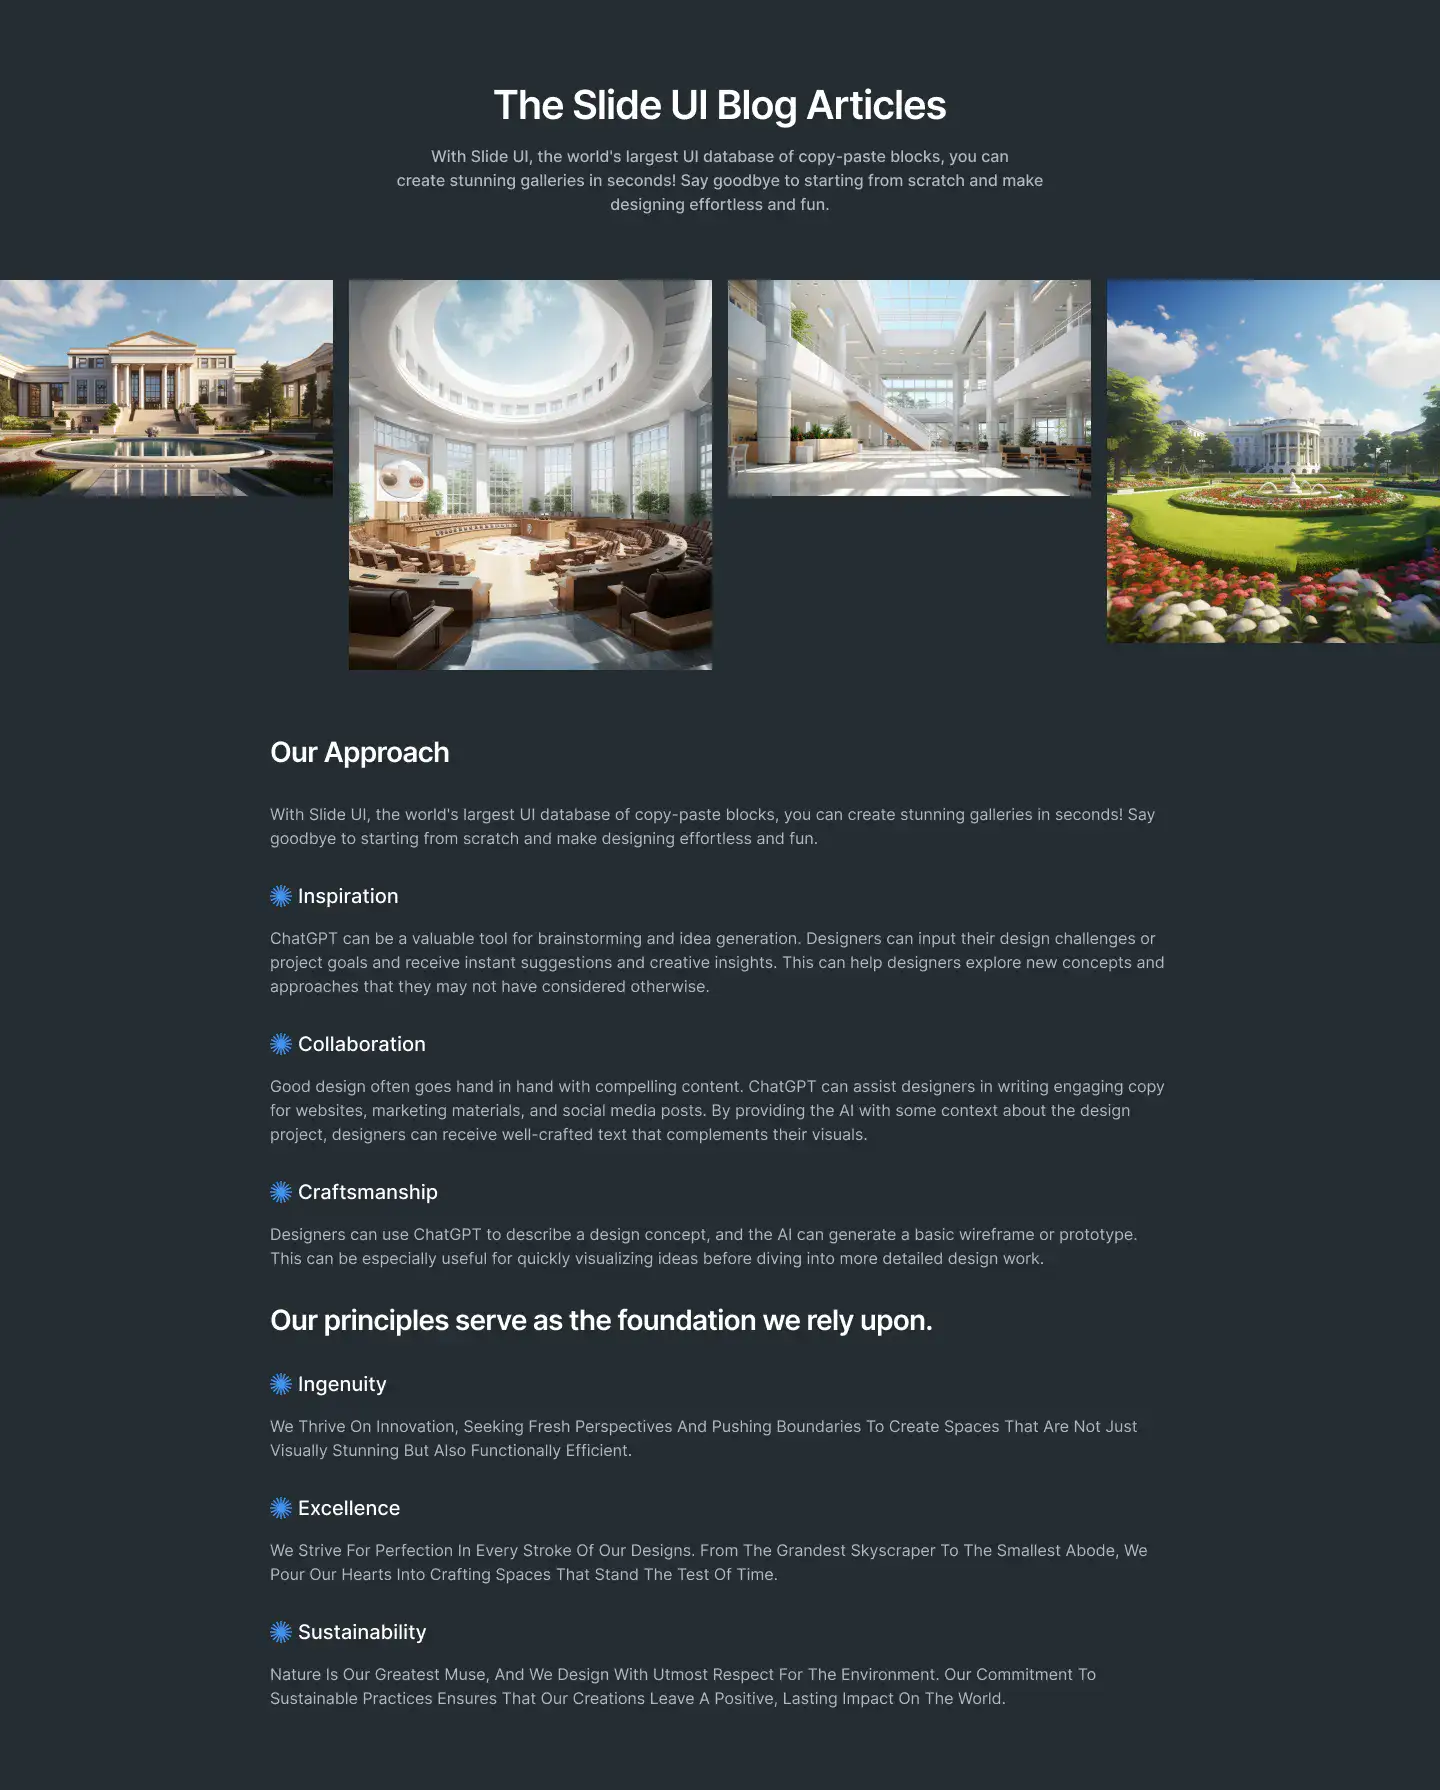 The Slide UI Blog Articles
With Slide UI, the world's largest UI database of copy-paste blocks, you can
create stunning galleries in seconds! Say goodbye to starting from scratch and make
designing effortless and fun.
Our Approach
With Slide UI, the world's largest UI database of copy-paste blocks, you can create stunning galleries in seconds! Say
goodbye to starting from scratch and make designing effortless and fun.
Inspiration
ChatGPT can be a valuable tool for brainstorming and idea generation. Designers can input their design challenges or
project goals and receive instant suggestions and creative insights. This can help designers explore new concepts and
approaches that they may not have considered otherwise.
Collaboration
Good design often goes hand in hand with compelling content. ChatGPT can assist designers in writing engaging copy
for websites, marketing materials, and social media posts. By providing the AI with some context about the design
project, designers can receive well-crafted text that complements their visuals.
Craftsmanship
Designers can use ChatGPT to describe a design concept, and the AI can generate a basic wireframe or prototype.
This can be especially useful for quickly visualizing ideas before diving into more detailed design work.
Our principles serve as the foundation we rely upon.
Ingenuity
We Thrive On Innovation, Seeking Fresh Perspectives And Pushing Boundaries To Create Spaces That Are Not Just
Visually Stunning But Also Functionally Efficient.
Excellence
We Strive For Perfection In Every Stroke Of Our Designs. From The Grandest Skyscraper To The Smallest Abode, We
Pour Our Hearts Into Crafting Spaces That Stand The Test Of Time.
Sustainability
Nature Is Our Greatest Muse, And We Design With Utmost Respect For The Environment. Our Commitment To
Sustainable Practices Ensures That Our Creations Leave A Positive, Lasting Impact On The World.